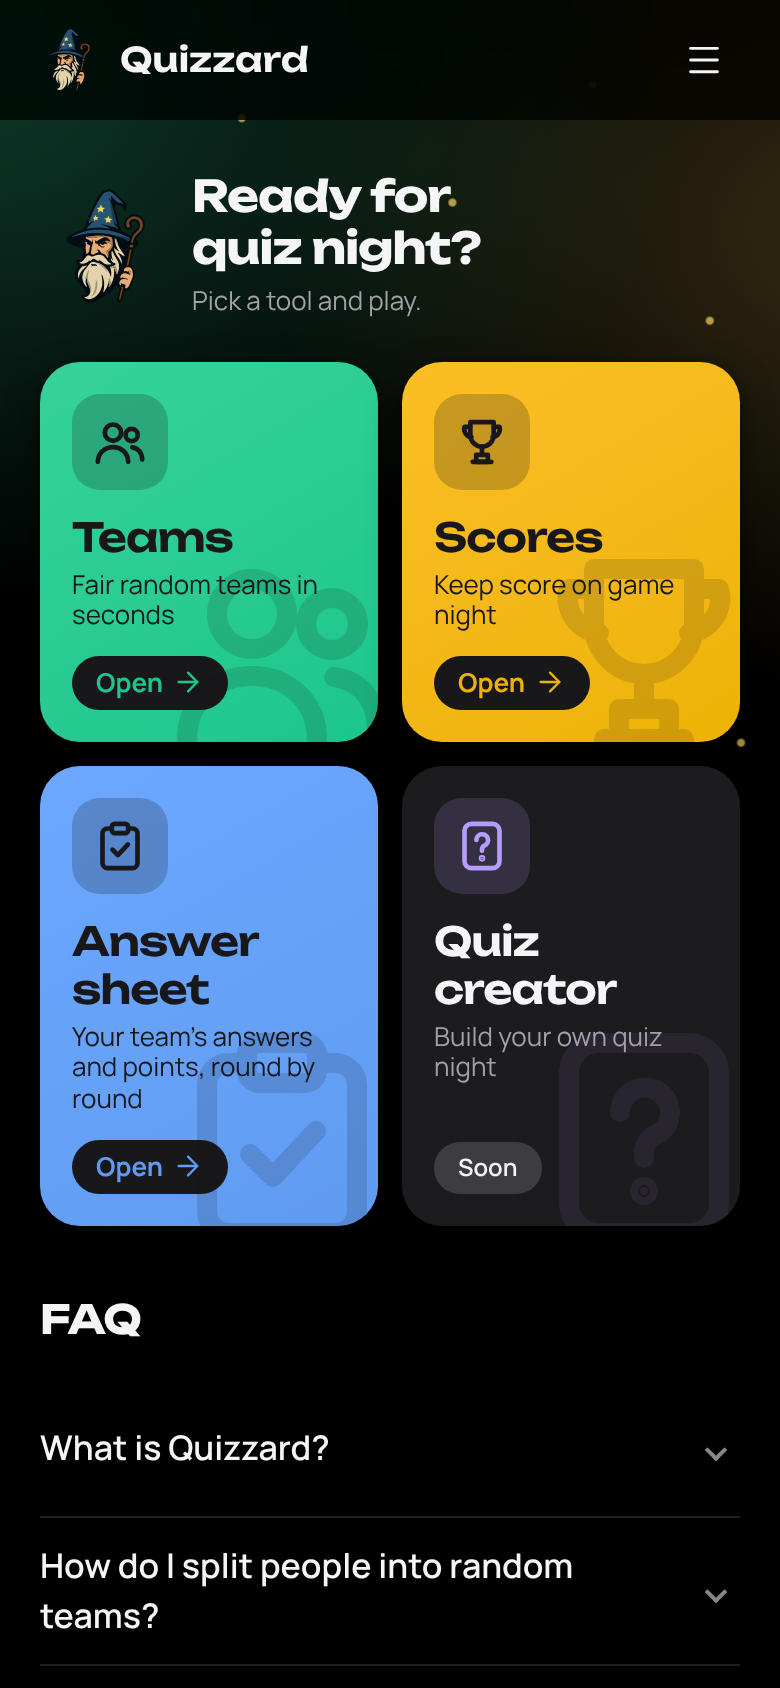 Quizzard
Ready for
quiz night?
Pick a tool and play.
Teams
Fair random teams in
seconds
Open
Scores
Keep score on game
night
Open
Answer
sheet
Your team's answers
and points, round by
round
Open
Quiz
creator
Build your own quiz
night
Soon
FAQ
What is Quizzard?
How do I split people into random
teams?